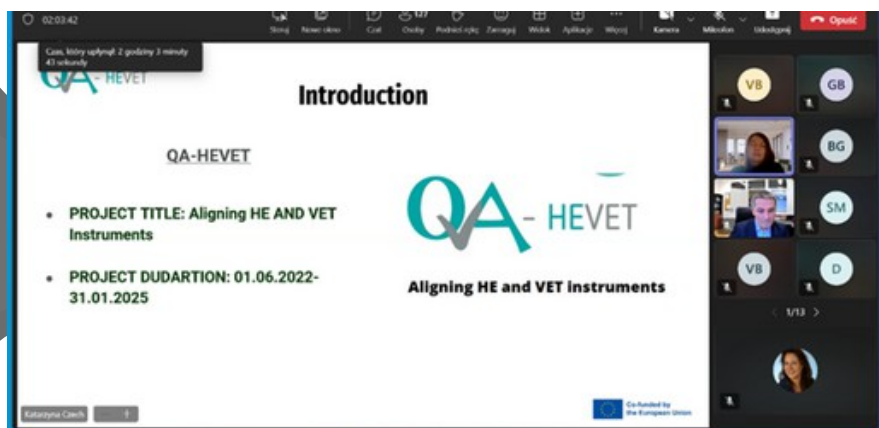 02:03:42
127
Steruj Nowe okno Czat Osoby Podnieś rękę Zareaguj Widok Aplikacje Więcej Kamera Mikrofon Udostępnij Opuść
Czas, który upłynął: 2 godziny 3 minuty
43 sekundy
HEVET
Introduction
QA-HEVET
• PROJECT TITLE: Aligning HE AND VET
Instruments
• PROJECT DUDARTION: 01.06.2022-
31.01.2025
QA - HEVET
Aligning HE and VET instruments
VB
GB
BG
SM
VB
D
1/13
Katarzyna Czech
Co-funded by
the European Union